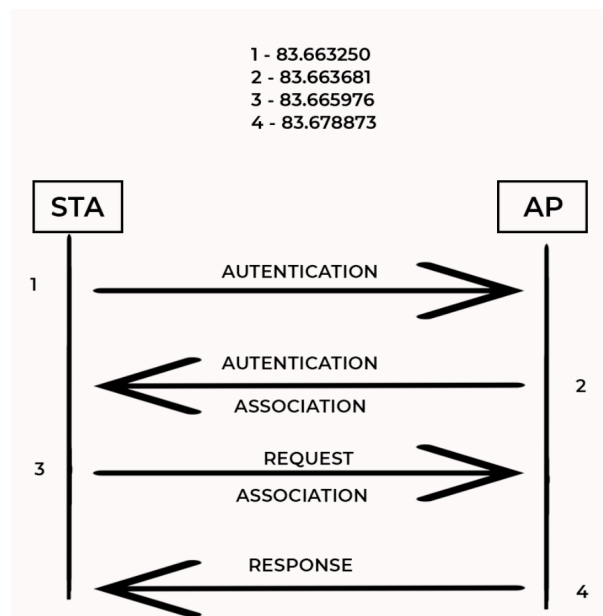 1 - 83.663250
2 - 83.663681
3 - 83.665976
4 - 83.678873
STA
AP
1
AUTENTICATION
AUTENTICATION
2
ASSOCIATION
3
REQUEST
ASSOCIATION
RESPONSE
4